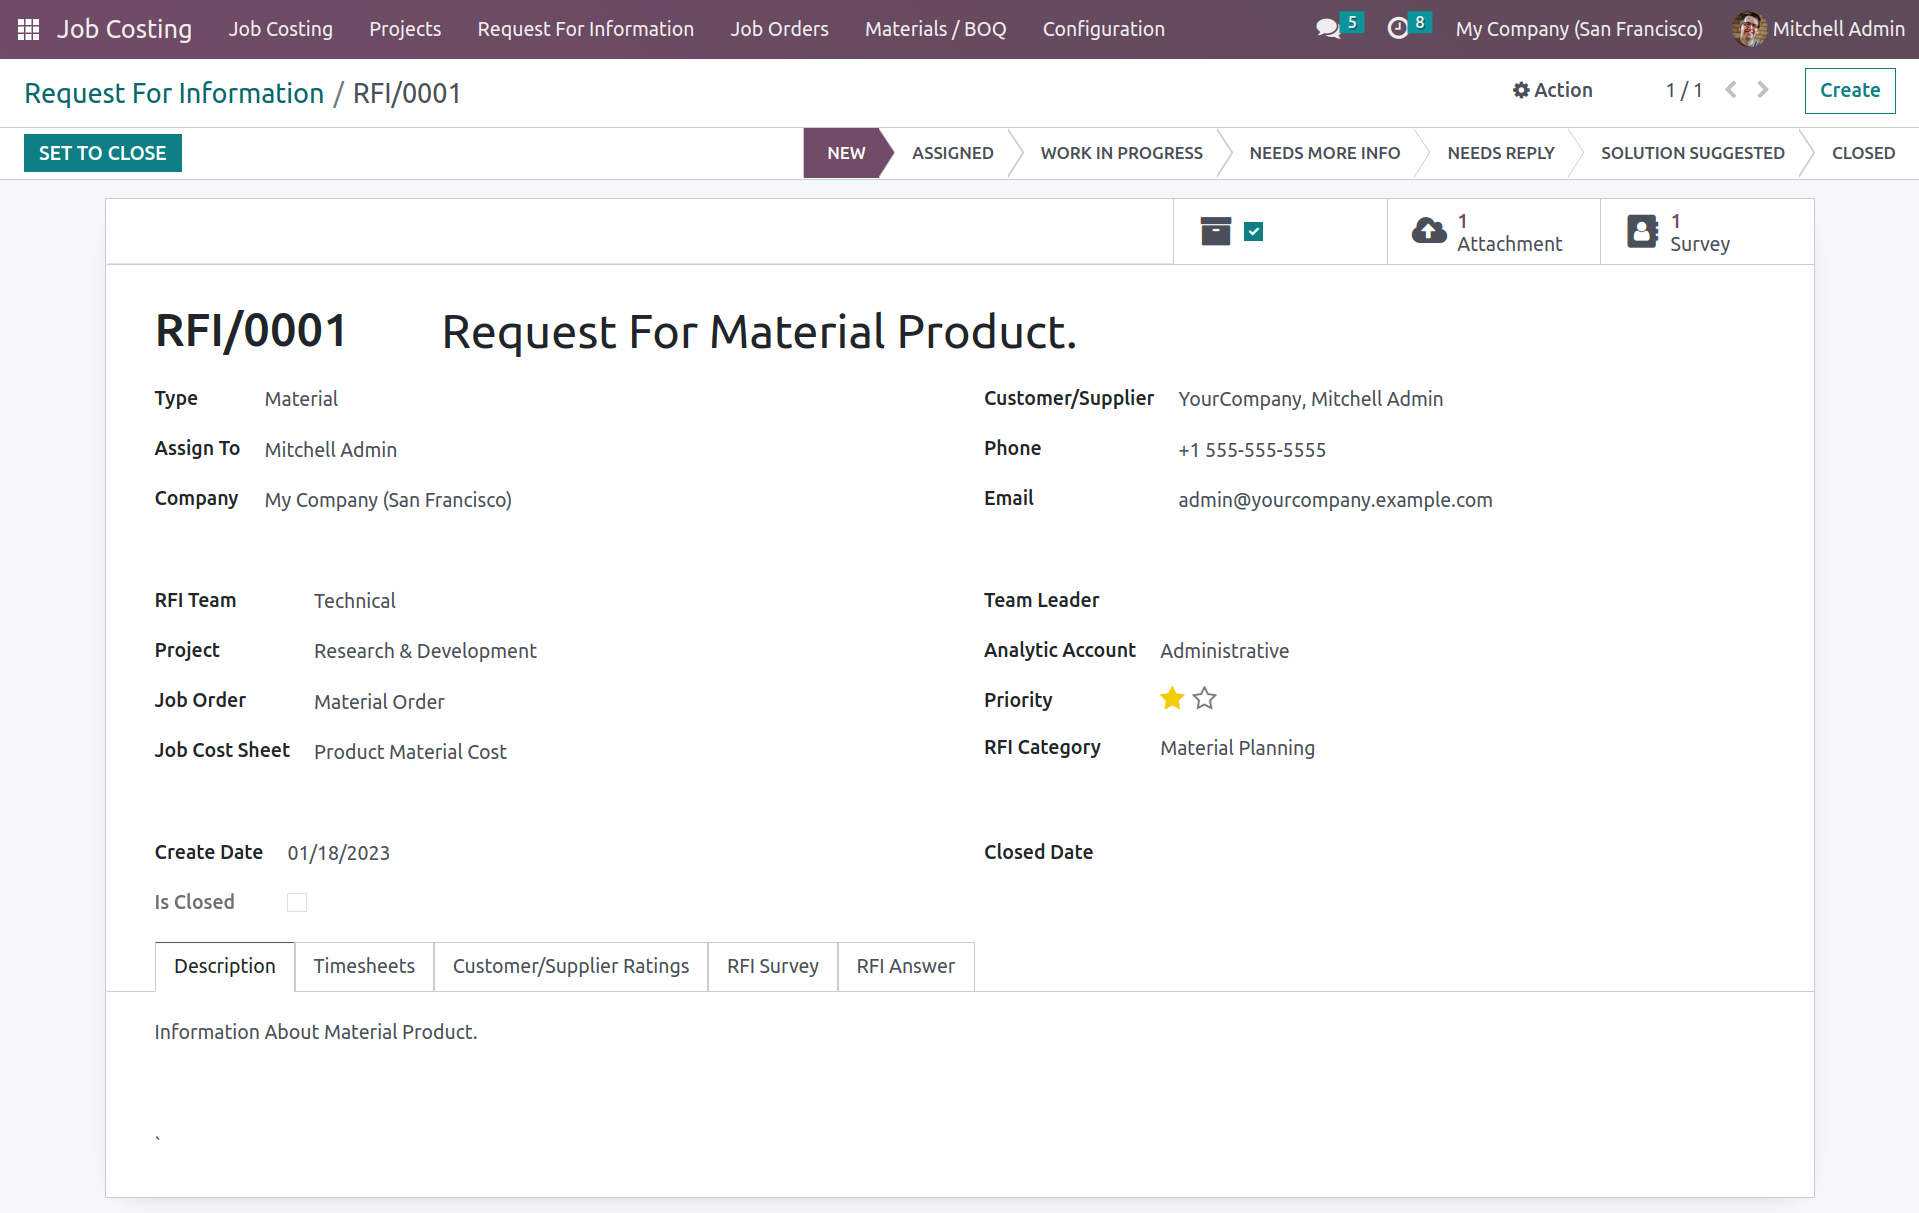 Job Costing Job Costing Projects Request For Information Job Orders Materials / BOQ Configuration 5 8 My Company (San Francisco) Mitchell Admin
Request For Information / RFI/0001 Action 1 / 1 Create
SET TO CLOSE NEW ASSIGNED WORK IN PROGRESS NEEDS MORE INFO NEEDS REPLY SOLUTION SUGGESTED CLOSED
1 Attachment
1 Survey
RFI/0001 Request For Material Product.
Type Material Customer/Supplier YourCompany, Mitchell Admin
Assign To Mitchell Admin Phone +1 555-555-5555
Company My Company (San Francisco) Email admin@yourcompany.example.com
RFI Team Technical Team Leader
Project Research & Development Analytic Account Administrative
Job Order Material Order Priority
Job Cost Sheet Product Material Cost RFI Category Material Planning
Create Date 01/18/2023 Closed Date
Is Closed
Description Timesheets Customer/Supplier Ratings RFI Survey RFI Answer
Information About Material Product.
`